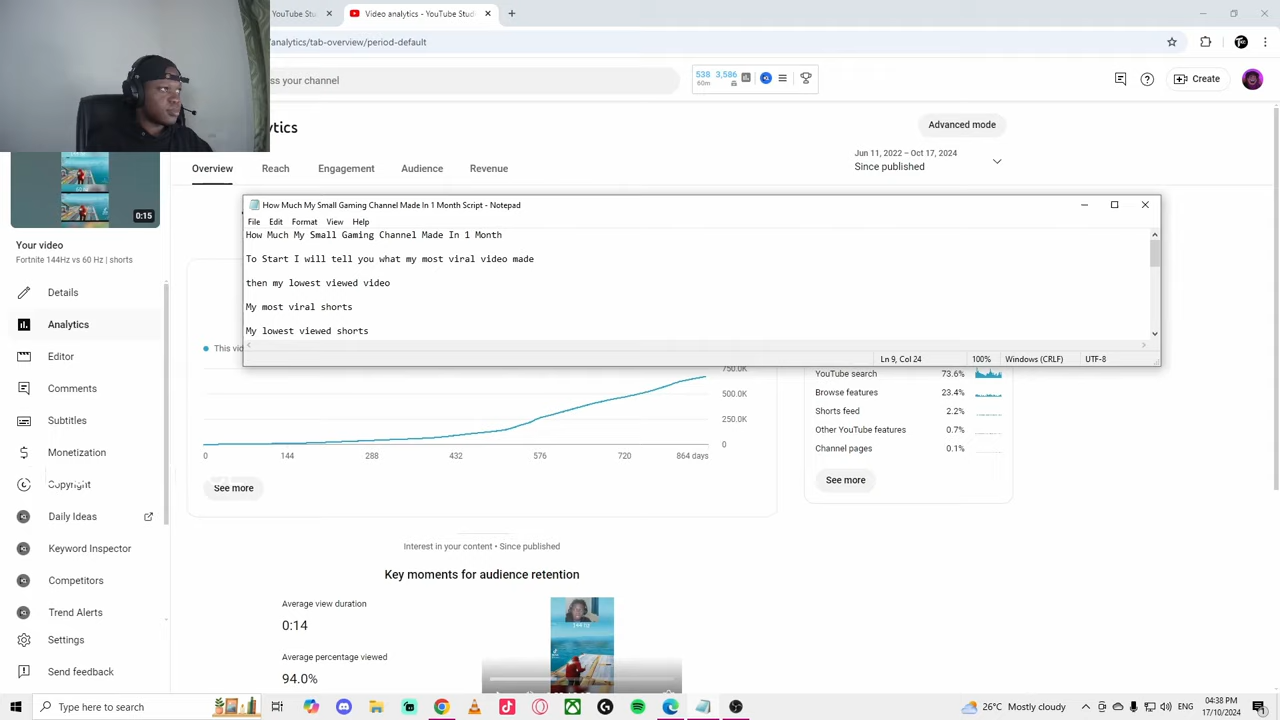 YouTube Stu
Video analytics - YouTube Studi
analytics/tab-overview/period-default
ss your channel
538 3,586
60m
Create
ytics
Advanced mode
Overview
Reach
Engagement
Audience
Revenue
Jun 11, 2022 – Oct 17, 2024
Since published
0:15
Your video
Fortnite 144Hz vs 60 Hz | shorts
Details
Analytics
Editor
Comments
Subtitles
Monetization
Copyright
Daily Ideas
Keyword Inspector
Competitors
Trend Alerts
Settings
Send feedback
How Much My Small Gaming Channel Made In 1 Month Script - Notepad
File Edit Format View Help
How Much My Small Gaming Channel Made In 1 Month
To Start I will tell you what my most viral video made
then my lowest viewed video
My most viral shorts
My lowest viewed shorts
Ln 9, Col 24
100%
Windows (CRLF)
UTF-8
This vid
750.0K
500.0K
250.0K
0
0 144 288 432 576 720 864 days
See more
YouTube search 73.6%
Browse features 23.4%
Shorts feed 2.2%
Other YouTube features 0.7%
Channel pages 0.1%
See more
Interest in your content • Since published
Key moments for audience retention
Average view duration
0:14
Average percentage viewed
94.0%
144 Hz
Type here to search
26°C Mostly cloudy
ENG
04:38 PM
17/10/2024